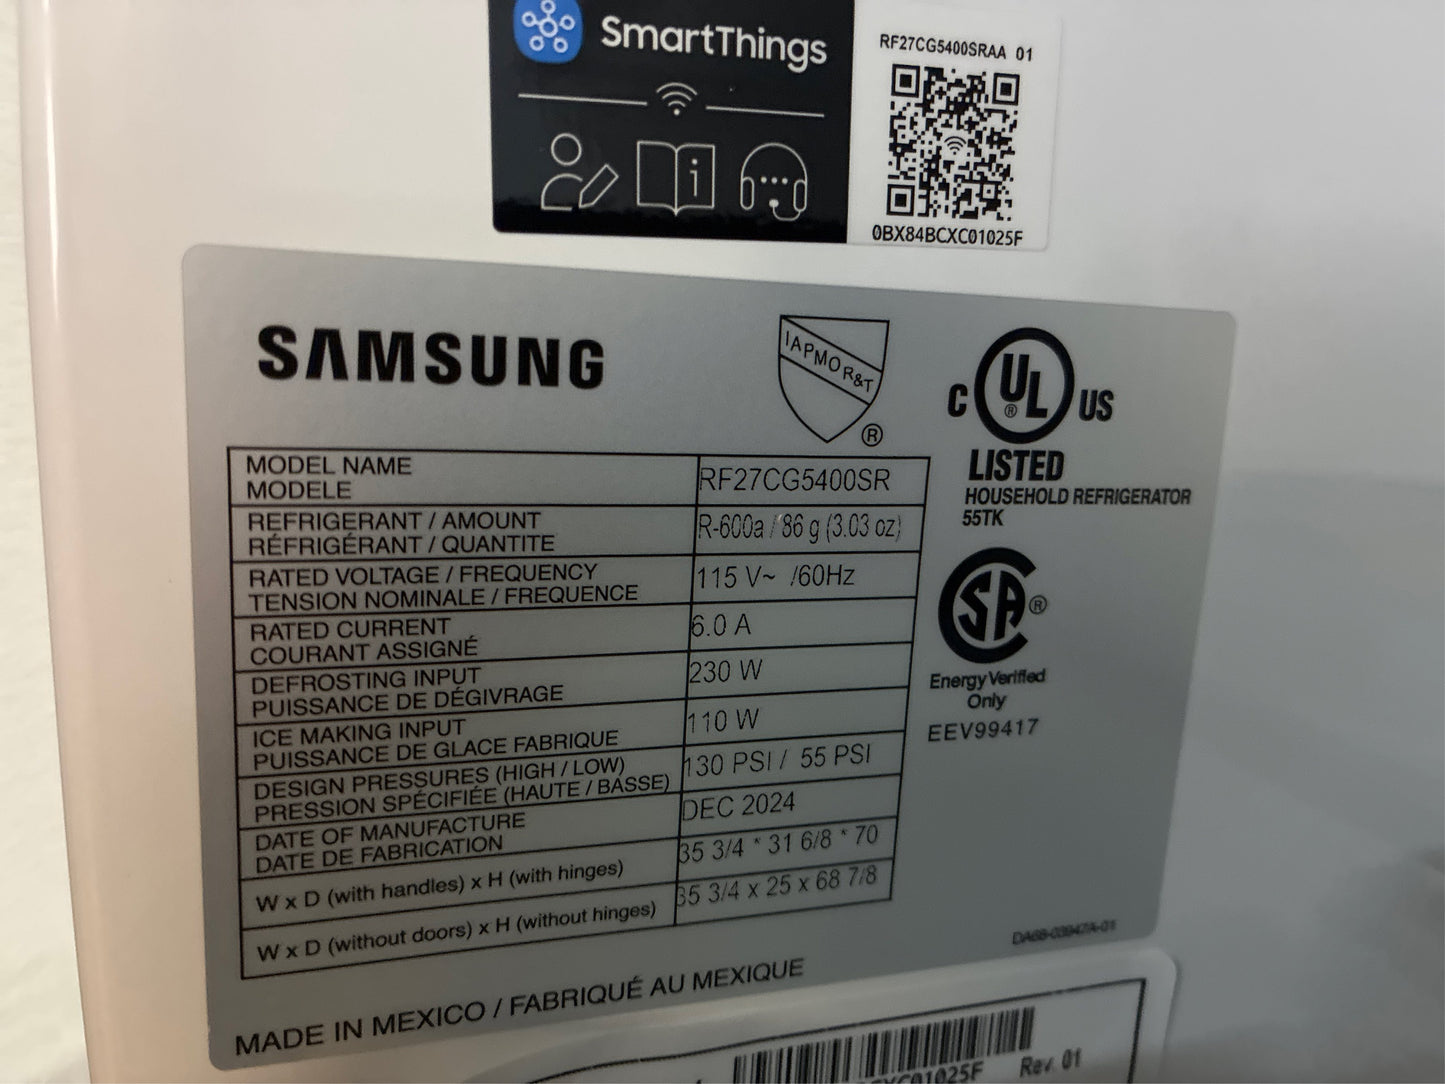 SmartThings
RF27CG5400SRAA 01
i
0BX84BCXC01025F
SAMSUNG
IAPMO R&T
®
C UL® US
LISTED
HOUSEHOLD REFRIGERATOR
55TK
SA®
Energy Verified
Only
EEV99417
MODEL NAME
MODELE
RF27CG5400SR
REFRIGERANT / AMOUNT
RÉFRIGÉRANT / QUANTITE
R-600a / 86 g (3.03 oz)
RATED VOLTAGE / FREQUENCY
TENSION NOMINALE / FREQUENCE
115 V~ /60Hz
RATED CURRENT
COURANT ASSIGNÉ
6.0 A
DEFROSTING INPUT
PUISSANCE DE DÉGIVRAGE
230 W
ICE MAKING INPUT
PUISSANCE DE GLACE FABRIQUE
110 W
DESIGN PRESSURES (HIGH / LOW)
PRESSION SPÉCIFIÉE (HAUTE / BASSE)
130 PSI / 55 PSI
DATE OF MANUFACTURE
DATE DE FABRICATION
DEC 2024
W x D (with handles) x H (with hinges)
35 3/4 * 31 6/8 * 70
W x D (without doors) x H (without hinges)
35 3/4 x 25 x 68 7/8
DA68-03947A-01
MADE IN MEXICO / FABRIQUÉ AU MEXIQUE
Rev. 01